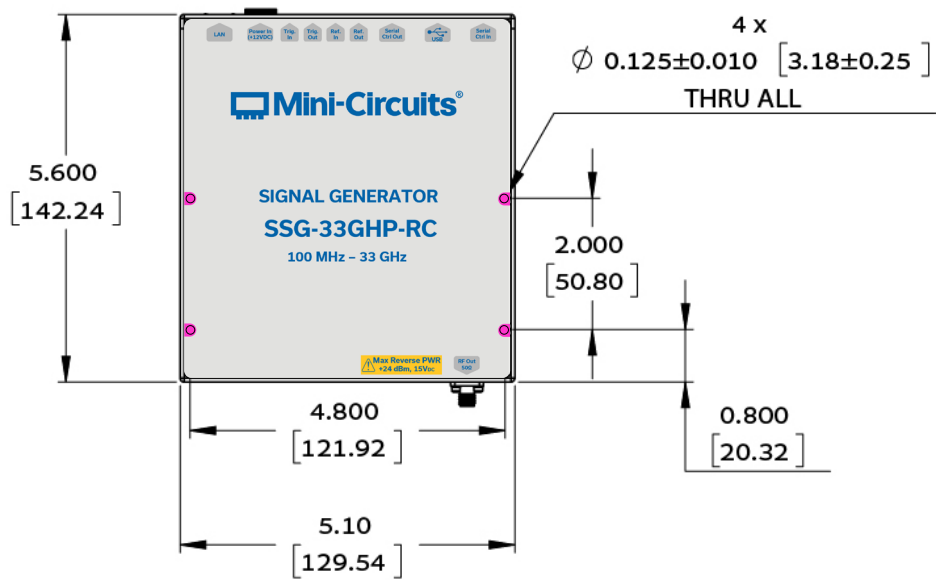 LAN
Power In
(+12VDC)
Trig.
In
Trig.
Out
Ref.
In
Ref.
Out
Serial
Ctrl Out
USB
Serial
Ctrl In
4 x
∅ 0.125±0.010 [3.18±0.25]
THRU ALL
Mini-Circuits®
5.600
[142.24]
SIGNAL GENERATOR
SSG-33GHP-RC
100 MHz – 33 GHz
2.000
[50.80]
Max Reverse PWR
+24 dBm, 15VDC
RF Out
50Ω
4.800
[121.92]
0.800
[20.32]
5.10
[129.54]